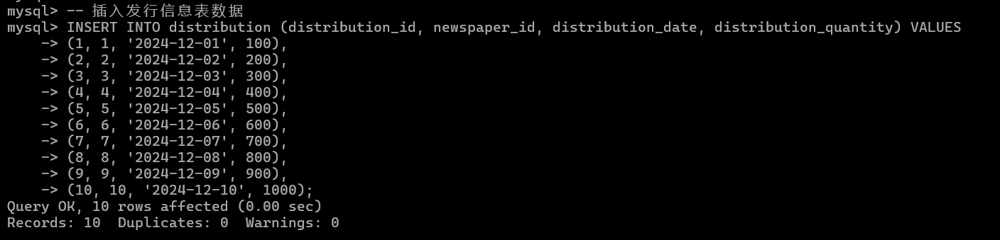 mysql> -- 插入发行信息表数据
mysql> INSERT INTO distribution (distribution_id, newspaper_id, distribution_date, distribution_quantity) VALUES
    -> (1, 1, '2024-12-01', 100),
    -> (2, 2, '2024-12-02', 200),
    -> (3, 3, '2024-12-03', 300),
    -> (4, 4, '2024-12-04', 400),
    -> (5, 5, '2024-12-05', 500),
    -> (6, 6, '2024-12-06', 600),
    -> (7, 7, '2024-12-07', 700),
    -> (8, 8, '2024-12-08', 800),
    -> (9, 9, '2024-12-09', 900),
    -> (10, 10, '2024-12-10', 1000);
Query OK, 10 rows affected (0.00 sec)
Records: 10  Duplicates: 0  Warnings: 0